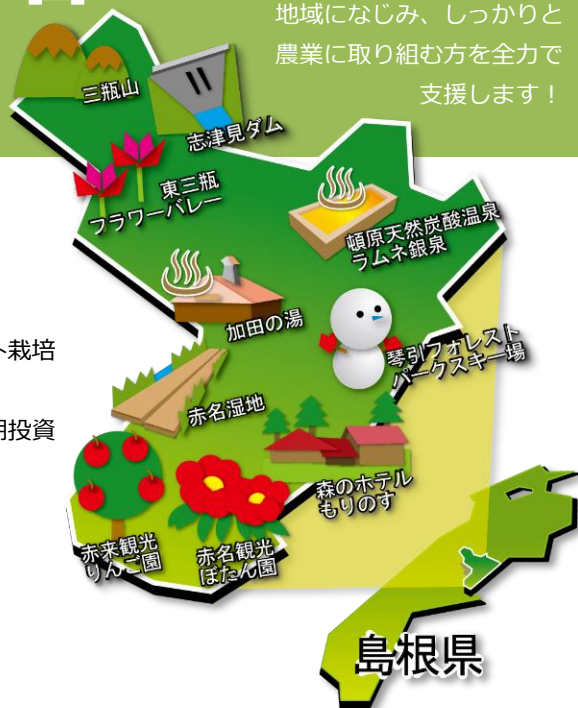 地域になじみ、しっかりと
農業に取り組む方を全力で
支援します！
三瓶山
志津見ダム
東三瓶
フラワーバレー
頓原天然炭酸温泉
ラムネ銀泉
加田の湯
ト栽培
琴引フォレスト
パークスキー場
赤名湿地
期投資
森のホテル
もりのす
赤来観光
りんご園
赤名観光
ぼたん園
島根県